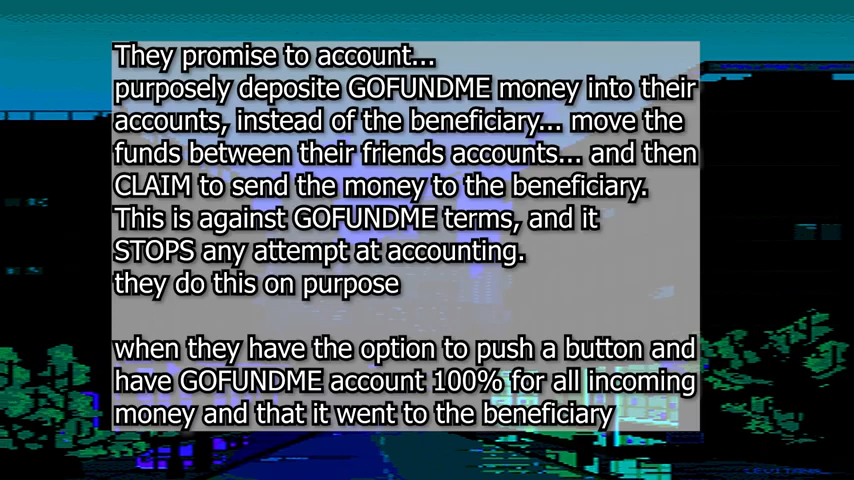 They promise to account...
purposely deposite GOFUNDME money into their
accounts, instead of the beneficiary... move the
funds between their friends accounts... and then
CLAIM to send the money to the beneficiary.
This is against GOFUNDME terms, and it
STOPS any attempt at accounting.
they do this on purpose
when they have the option to push a button and
have GOFUNDME account 100% for all incoming
money and that it went to the beneficiary